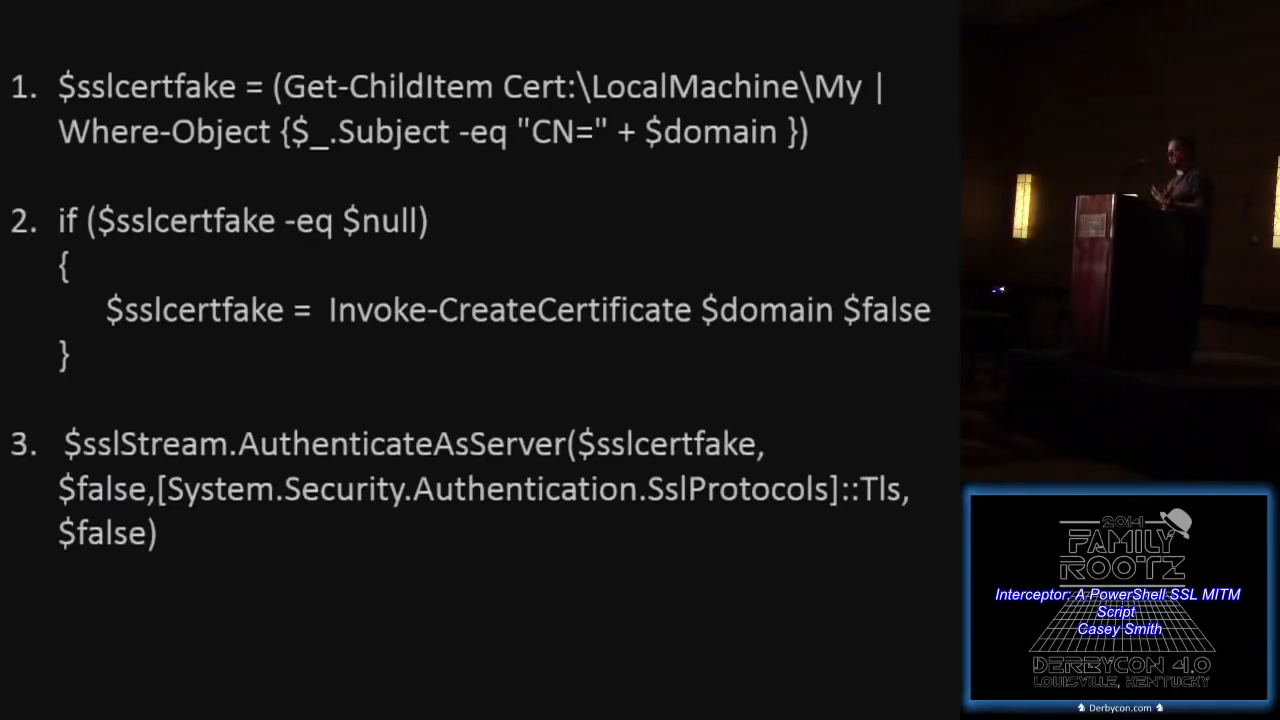 1. $sslcertfake = (Get-ChildItem Cert:\LocalMachine\My |
Where-Object {$_.Subject -eq "CN=" + $domain })
2. if ($sslcertfake -eq $null)
{
$sslcertfake = Invoke-CreateCertificate $domain $false
}
3. $sslStream.AuthenticateAsServer($sslcertfake,
$false,[System.Security.Authentication.SslProtocols]::Tls,
$false)
2014
FAMILY
ROOTZ
Interceptor: A PowerShell SSL MITM
Script
Casey Smith
DERBYCON 4.0
LOUISVILLE, KENTUCKY
Derbycon.com